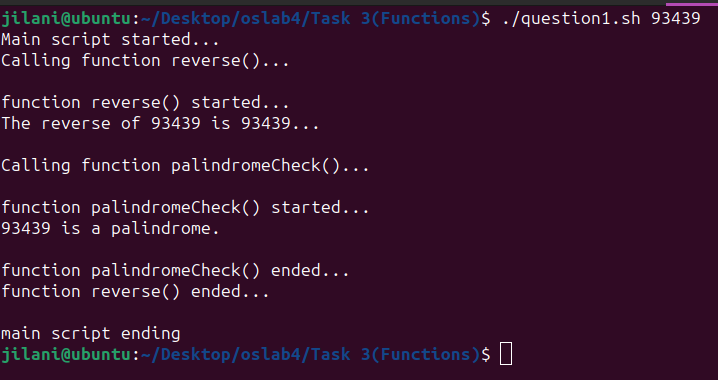 jilani@ubuntu:~/Desktop/oslab4/Task 3(Functions)$ ./question1.sh 93439
Main script started...
Calling function reverse()...
function reverse() started...
The reverse of 93439 is 93439...
Calling function palindromeCheck()...
function palindromeCheck() started...
93439 is a palindrome.
function palindromeCheck() ended...
function reverse() ended...
main script ending
jilani@ubuntu:~/Desktop/oslab4/Task 3(Functions)$